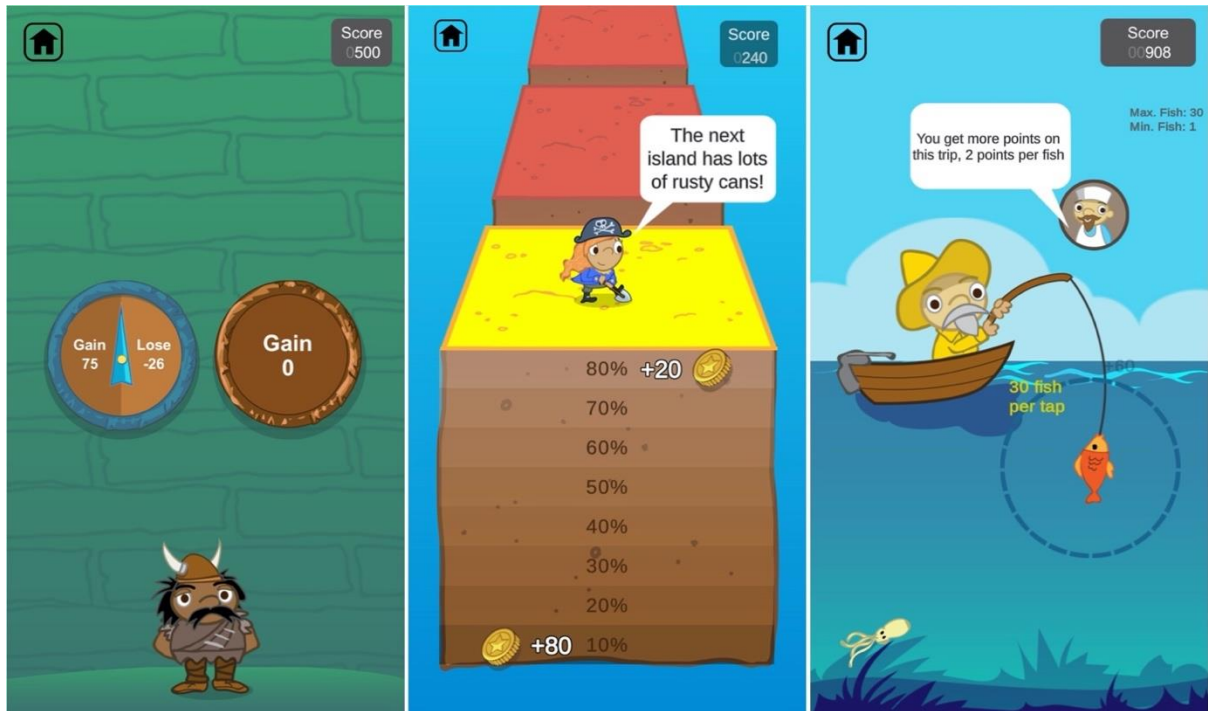 Score
0500
Gain
75
Lose
-26
Gain
0
Score
0240
The next
island has lots
of rusty cans!
80% +20
70%
60%
50%
40%
30%
20%
+80 10%
Score
00908
Max. Fish: 30
Min. Fish: 1
You get more points on
this trip, 2 points per fish
+60
30 fish
per tap